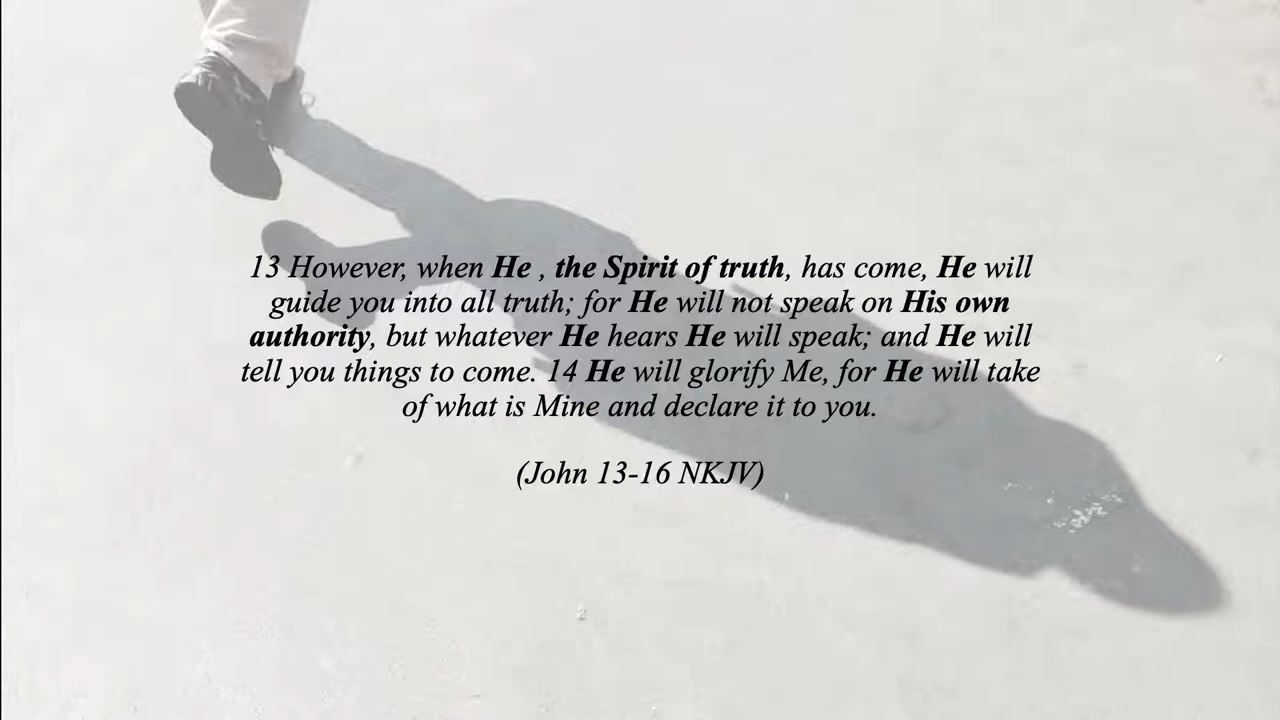 13 However, when He , the Spirit of truth, has come, He will
guide you into all truth; for He will not speak on His own
authority, but whatever He hears He will speak; and He will
tell you things to come. 14 He will glorify Me, for He will take
of what is Mine and declare it to you.
(John 13-16 NKJV)